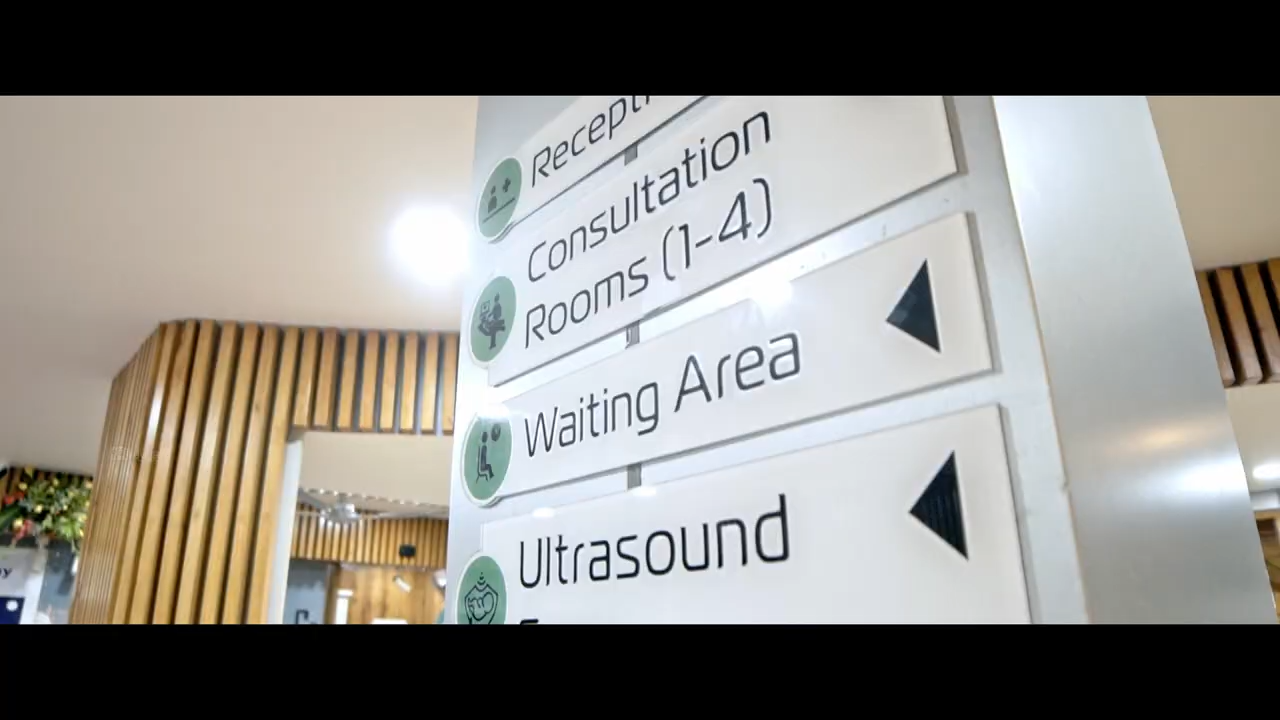 Consultation
Rooms (1-4)
Waiting Area
Ultrasound